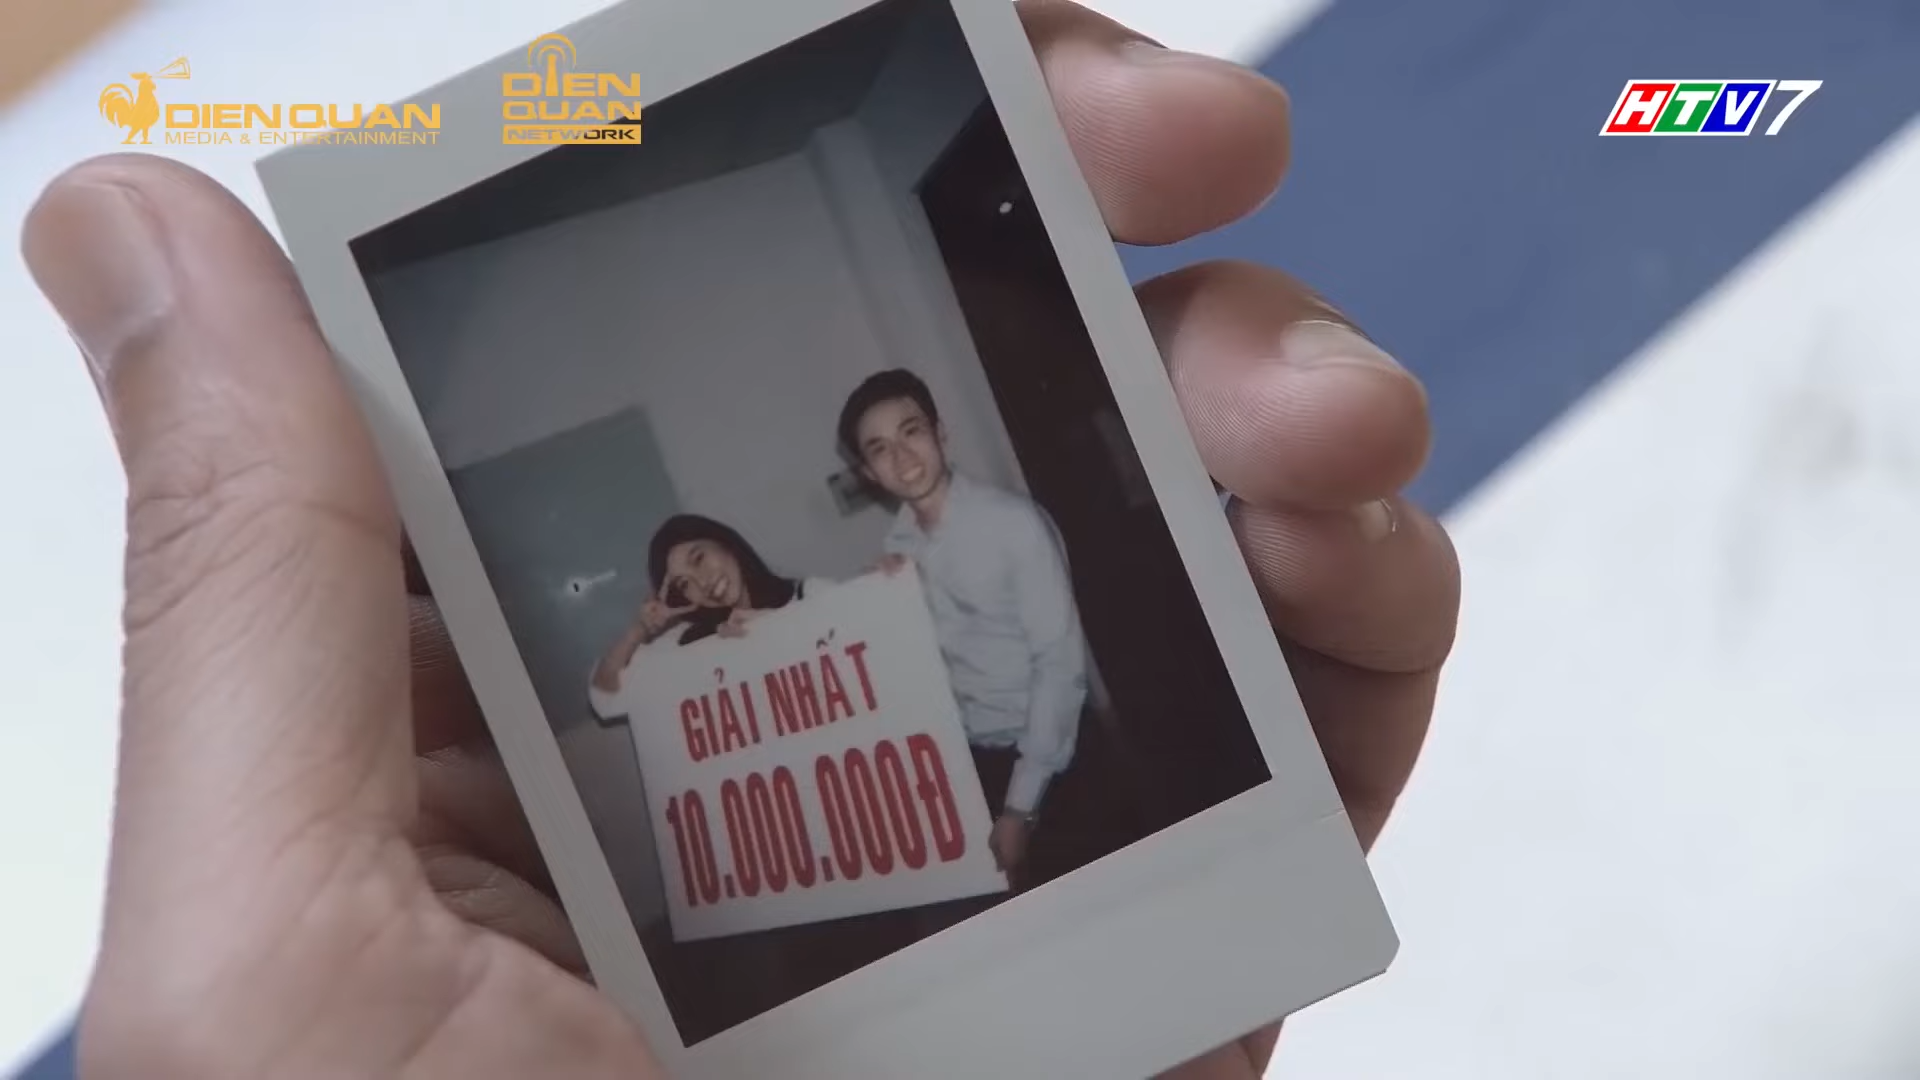 DIEN QUAN
MEDIA & ENTERTAINMENT
DIEN
QUAN
NETWORK
HTV7
GIẢI NHẤT
10.000.000Đ